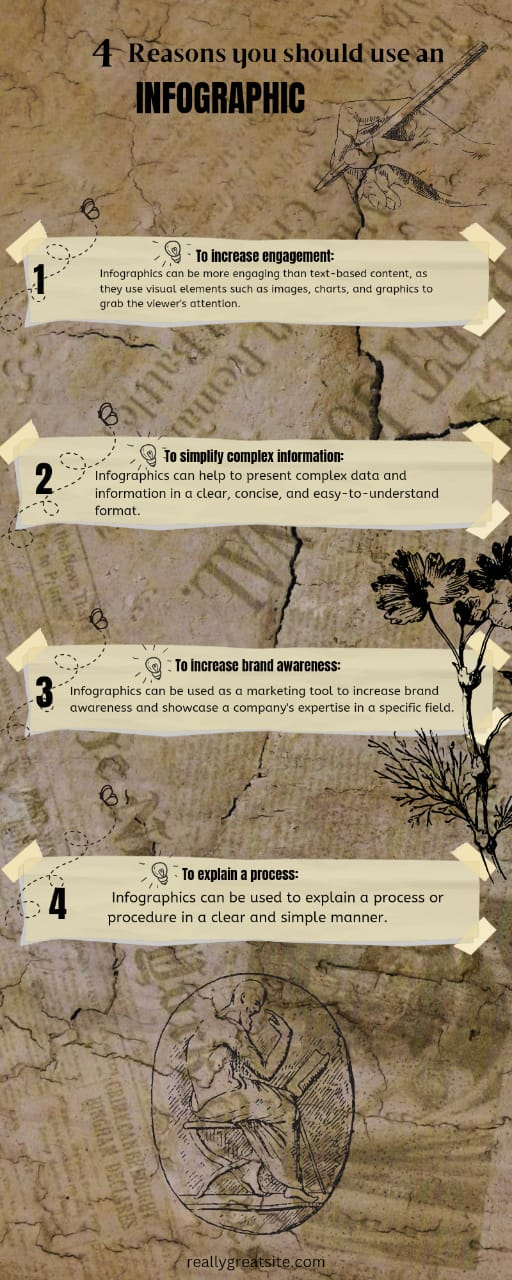 4 Reasons you should use an
INFOGRAPHIC
1
To increase engagement:
Infographics can be more engaging than text-based content, as
they use visual elements such as images, charts, and graphics to
grab the viewer's attention.
2
To simplify complex information:
Infographics can help to present complex data and
information in a clear, concise, and easy-to-understand
format.
3
To increase brand awareness:
Infographics can be used as a marketing tool to increase brand
awareness and showcase a company's expertise in a specific field.
4
To explain a process:
Infographics can be used to explain a process or
procedure in a clear and simple manner.
reallygreatsite.com